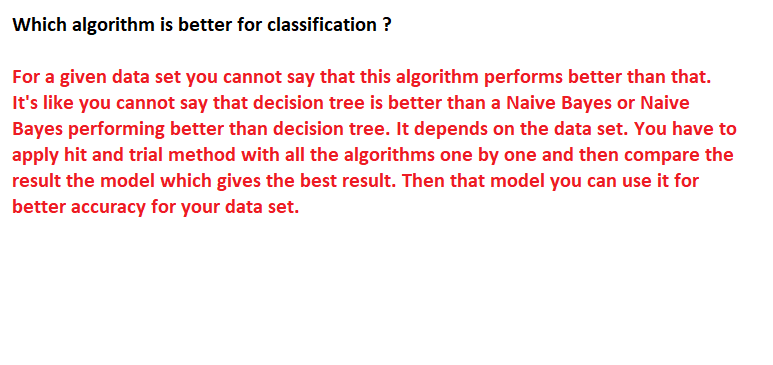 Which algorithm is better for classification ?
For a given data set you cannot say that this algorithm performs better than that.
It's like you cannot say that decision tree is better than a Naive Bayes or Naive
Bayes performing better than decision tree. It depends on the data set. You have to
apply hit and trial method with all the algorithms one by one and then compare the
result the model which gives the best result. Then that model you can use it for
better accuracy for your data set.